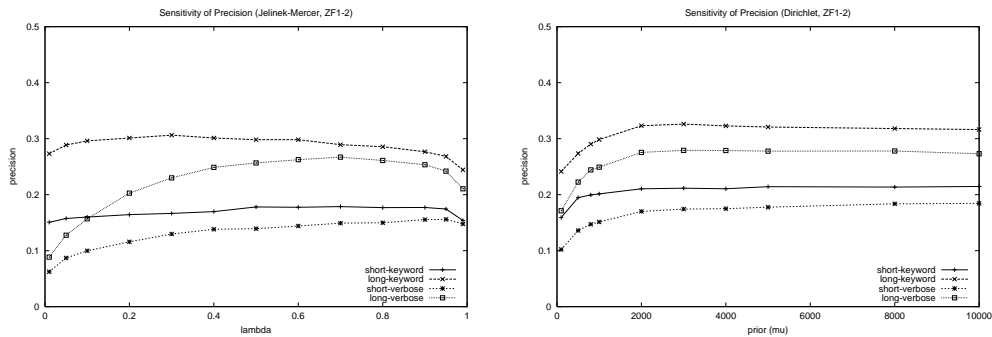 Sensitivity of Precision (Jelinek-Mercer, ZF1-2)
0.5
0.4
0.3
0.2
0.1
0
precision
0 0.2 0.4 0.6 0.8 1
lambda
short-keyword
long-keyword
short-verbose
long-verbose
Sensitivity of Precision (Dirichlet, ZF1-2)
0.5
0.4
0.3
0.2
0.1
0
precision
0 2000 4000 6000 8000 10000
prior (mu)
short-keyword
long-keyword
short-verbose
long-verbose